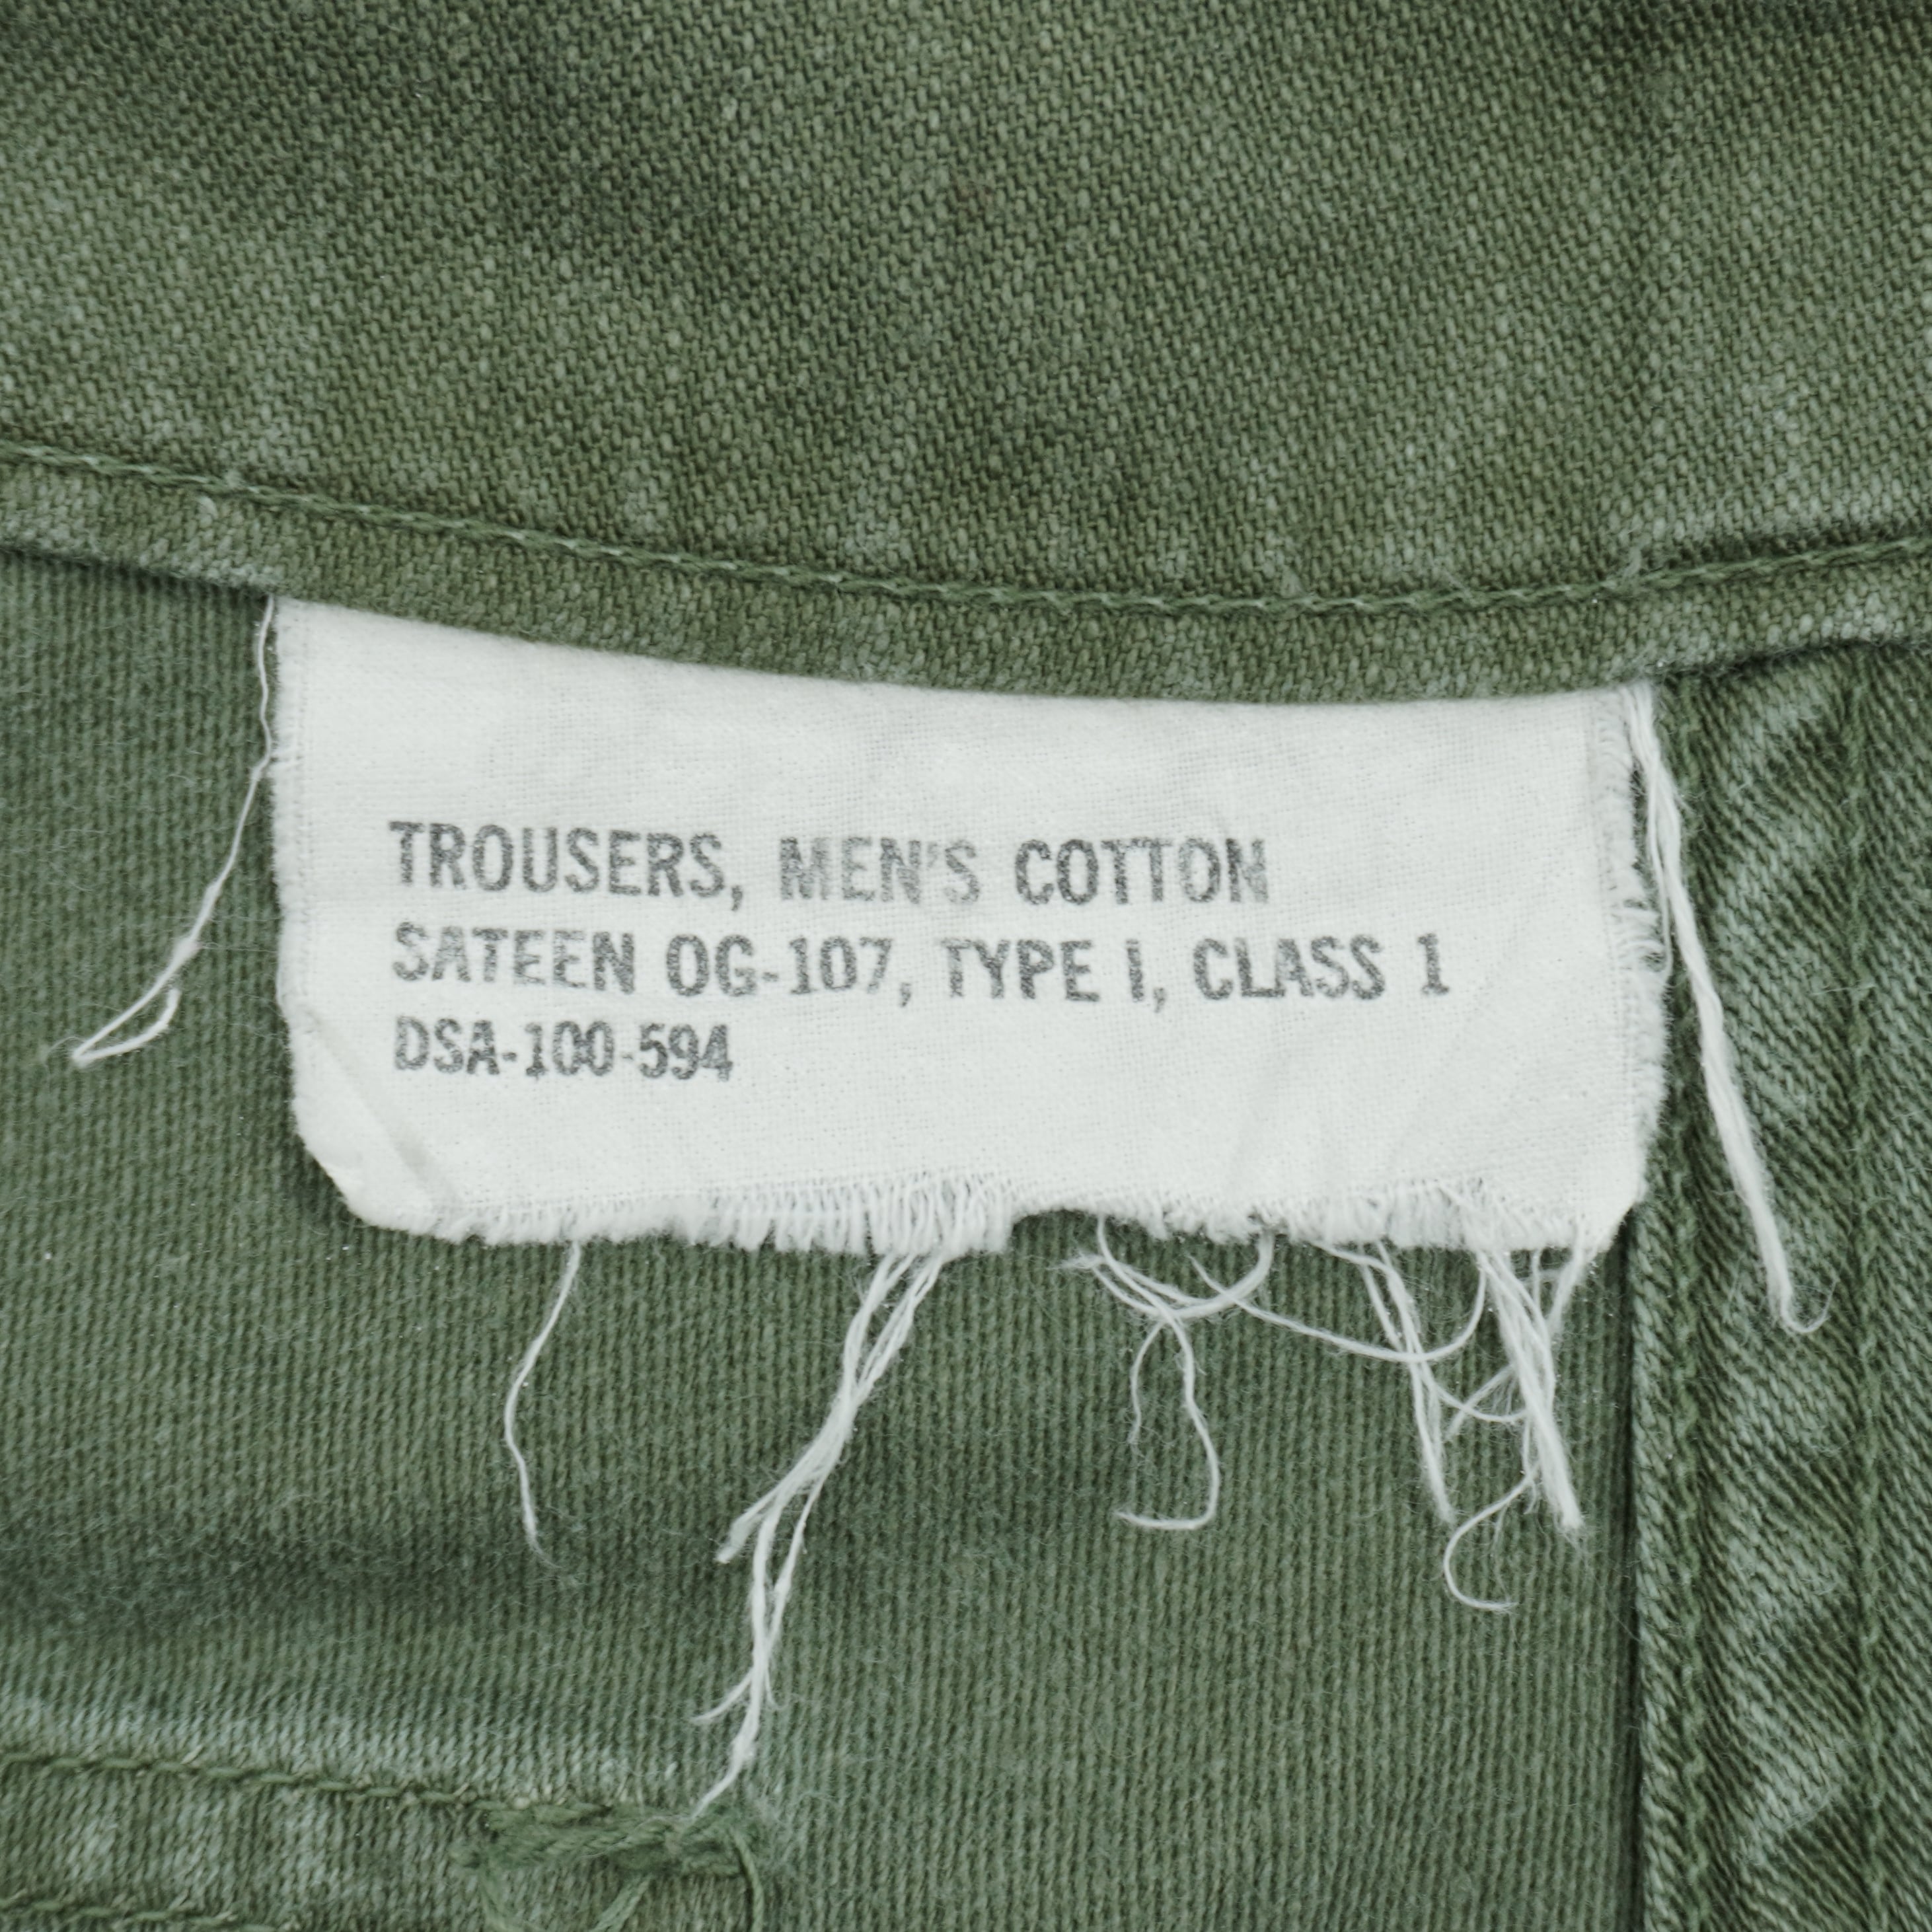 TROUSERS, MEN'S COTTON
SATEEN OG-107, TYPE I, CLASS 1
DSA-100-594